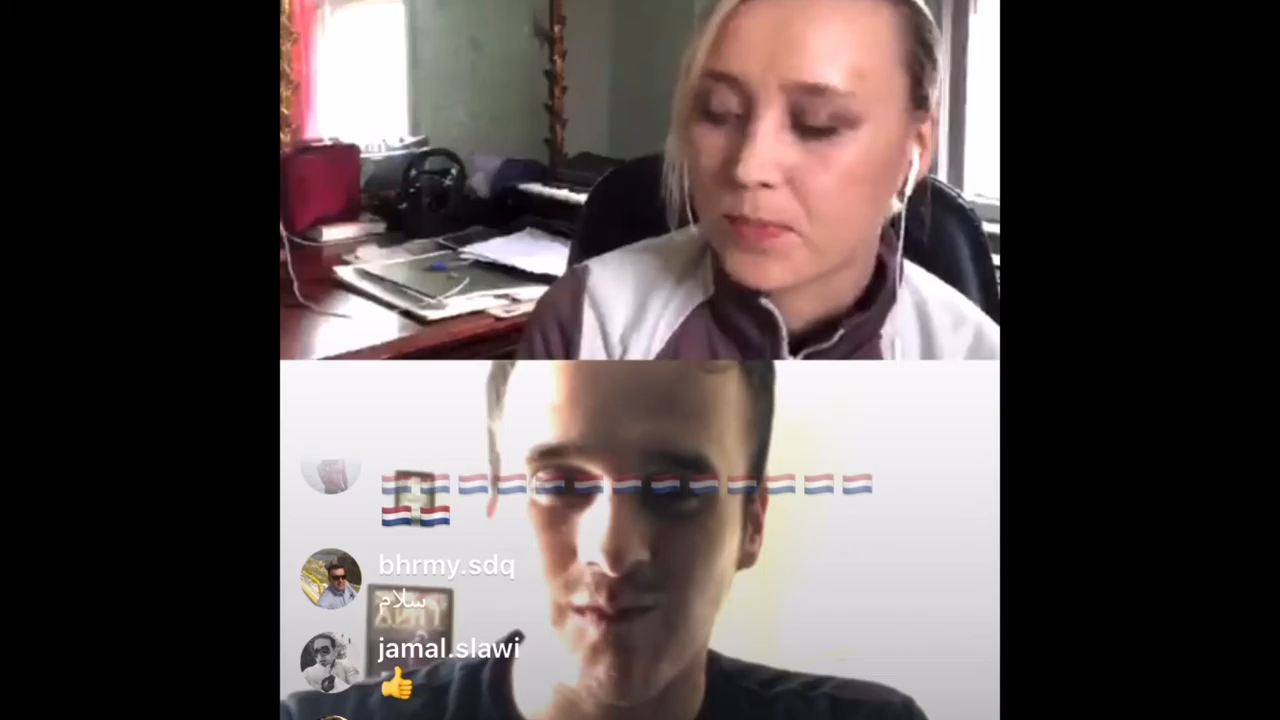 bhrmy.sdq
سلام
jamal.slawi